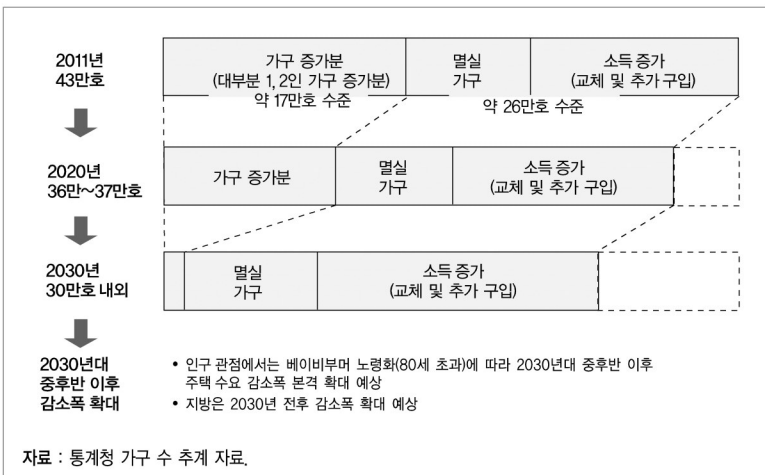 2011년
43만호
가구 증가분
(대부분 1, 2인 가구 증가분)
약 17만호 수준
멸실
가구
소득 증가
(교체 및 추가 구입)
약 26만호 수준
2020년
36만～37만호
가구 증가분
멸실
가구
소득 증가
(교체 및 추가 구입)
2030년
30만호 내외
멸실
가구
소득 증가
(교체 및 추가 구입)
2030년대
중후반 이후
감소폭 확대
• 인구 관점에서는 베이비부머 노령화(80세 초과)에 따라 2030년대 중후반 이후
주택 수요 감소폭 본격 확대 예상
• 지방은 2030년 전후 감소폭 확대 예상
자료 : 통계청 가구 수 추계 자료.